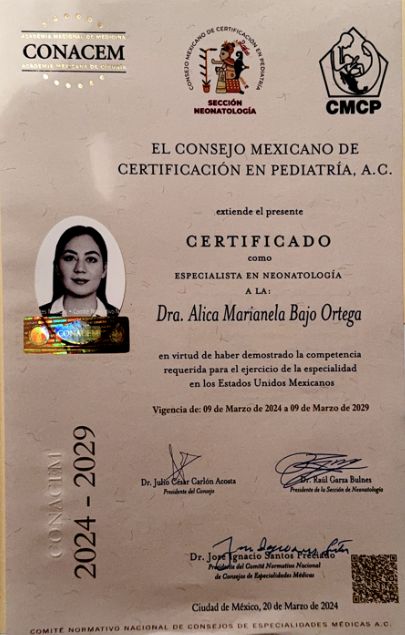 ACADEMIA NACIONAL DE MEDICINA
CONACEM
ACADEMIA MEXICANA DE CIRUGÍA
CONSEJO MEXICANO DE CERTIFICACIÓN EN PEDIATRÍA
SECCIÓN
NEONATOLOGÍA
CMCP
EL CONSEJO MEXICANO DE
CERTIFICACIÓN EN PEDIATRÍA, A.C.
extiende el presente
CERTIFICADO
como
ESPECIALISTA EN NEONATOLOGÍA
A LA:
Dra. Alica Marianela Bajo Ortega
en virtud de haber demostrado la competencia
requerida para el ejercicio de la especialidad
en los Estados Unidos Mexicanos
Vigencia de: 09 de Marzo de 2024 a 09 de Marzo de 2029
CONACEM
CONACEM
2024 - 2029
Dr. Julio César Carlón Acosta
Presidente del Consejo
Dr. Raúl Garza Bulnes
Presidente de la Sección de Neonatología
Dr. José Ignacio Santos Preciado
Presidente del Comité Normativo Nacional
de Consejos de Especialidades Médicas
Ciudad de México, 20 de Marzo de 2024
COMITÉ NORMATIVO NACIONAL DE CONSEJOS DE ESPECIALIDADES MÉDICAS A.C.